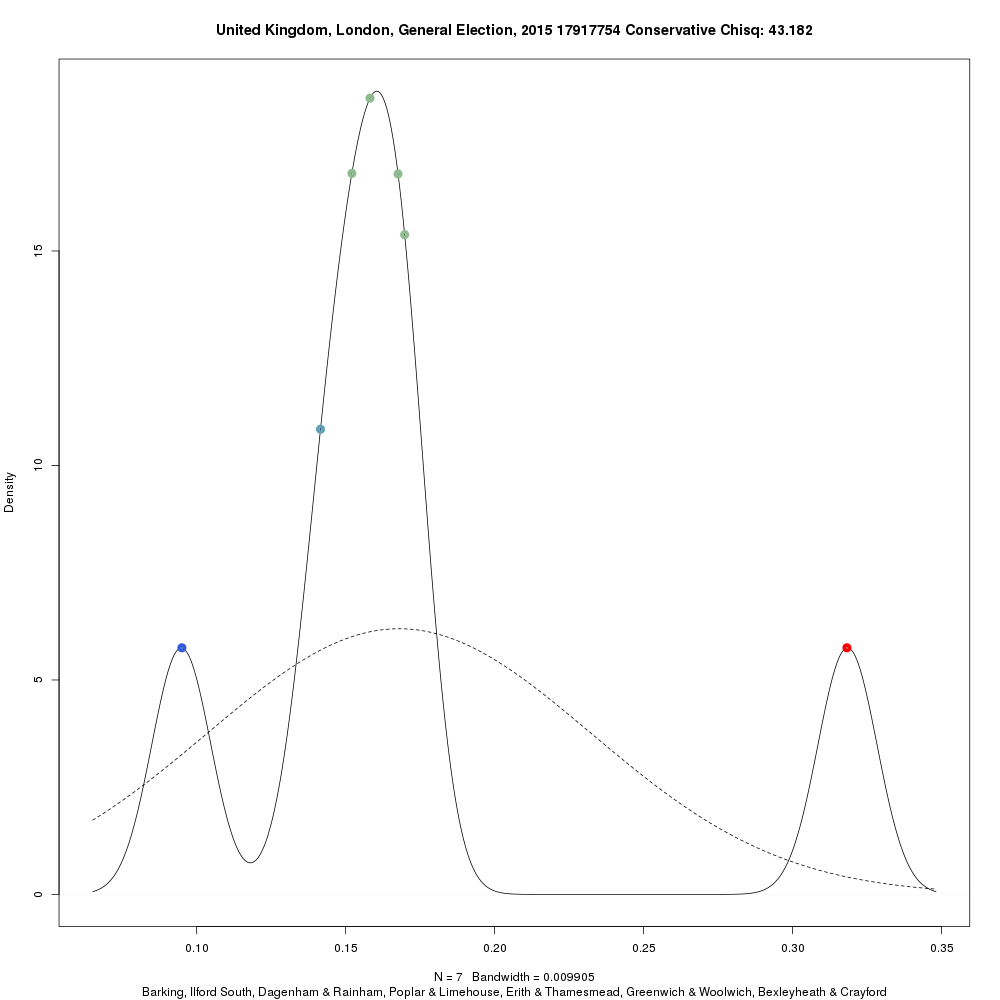 United Kingdom, London, General Election, 2015 17917754 Conservative Chisq: 43.182
Density
15
10
5
0
0.10 0.15 0.20 0.25 0.30 0.35
N = 7 Bandwidth = 0.009905
Barking, Ilford South, Dagenham & Rainham, Poplar & Limehouse, Erith & Thamesmead, Greenwich & Woolwich, Bexleyheath & Crayford